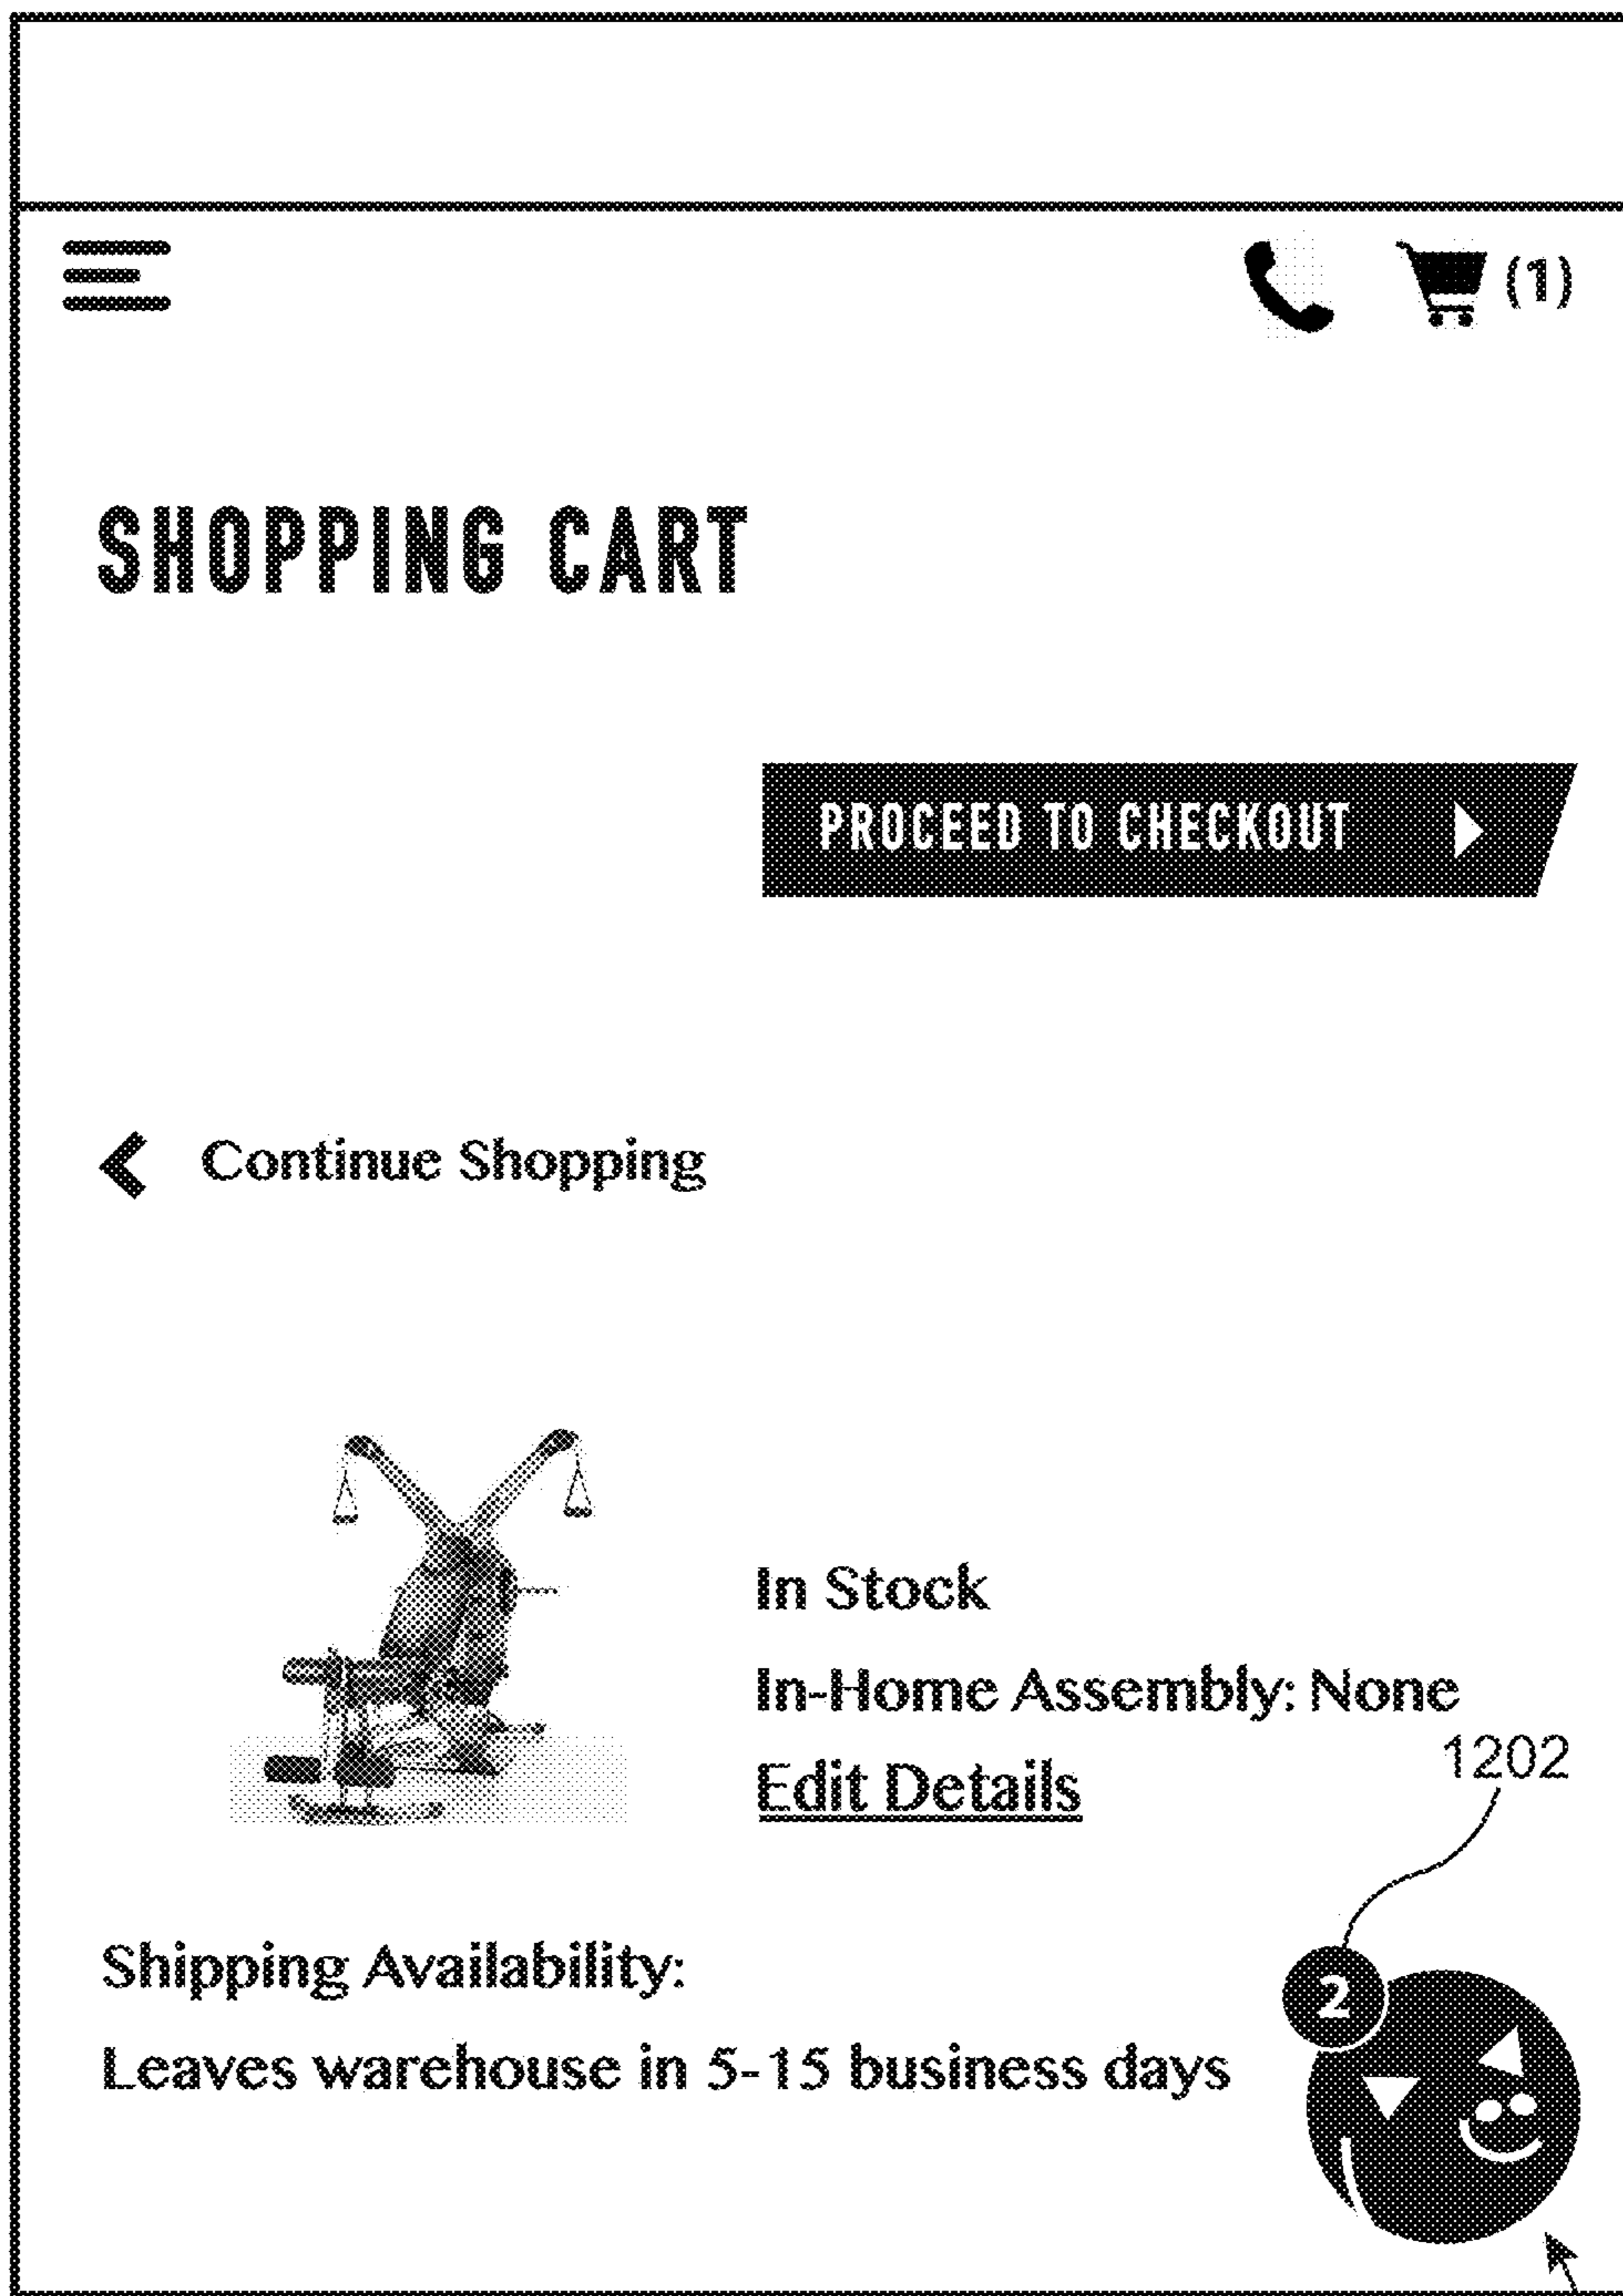 (1)
SHOPPING CART
PROCEED TO CHECKOUT
Continue Shopping
In Stock
In-Home Assembly: None
Edit Details
1202
2
Shipping Availability:
Leaves warehouse in 5-15 business days